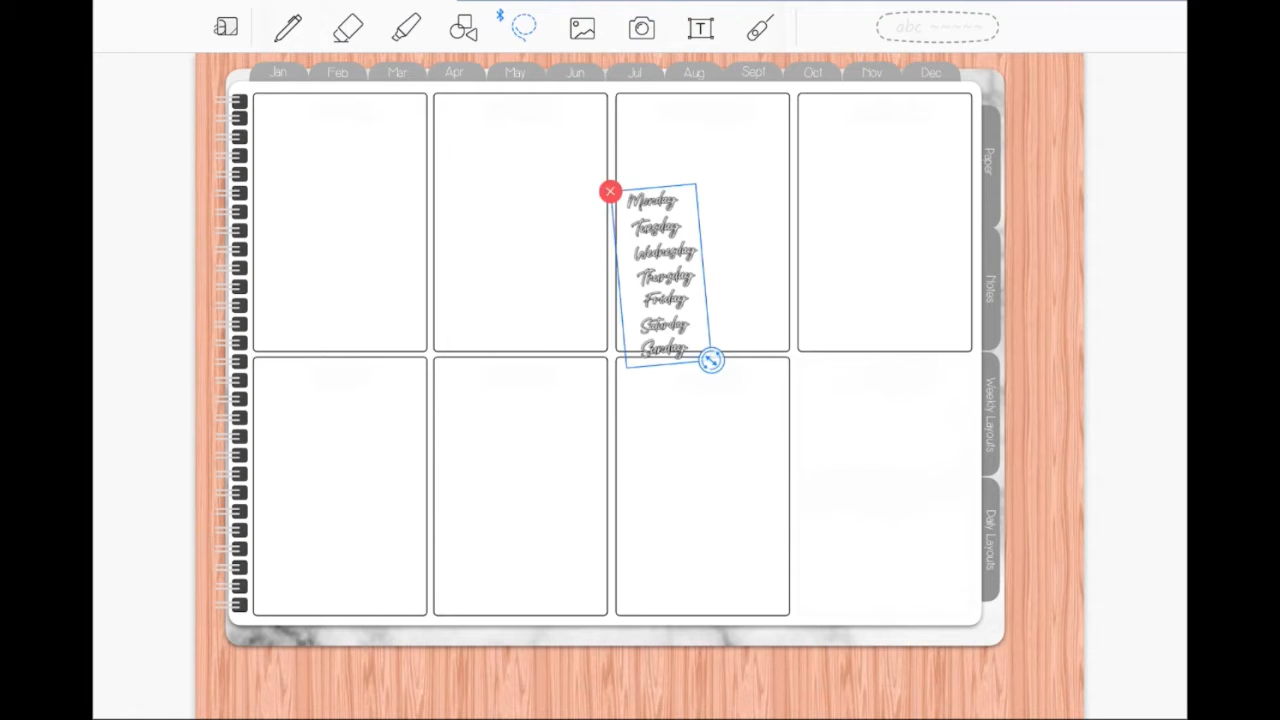 abc
Jan Feb Mar Apr May Jun Jul Aug Sept Oct Nov Dec
Paper
Notes
Weekly Layouts
Daily Layouts
Monday
Tuesday
Wednesday
Thursday
Friday
Saturday
Sunday